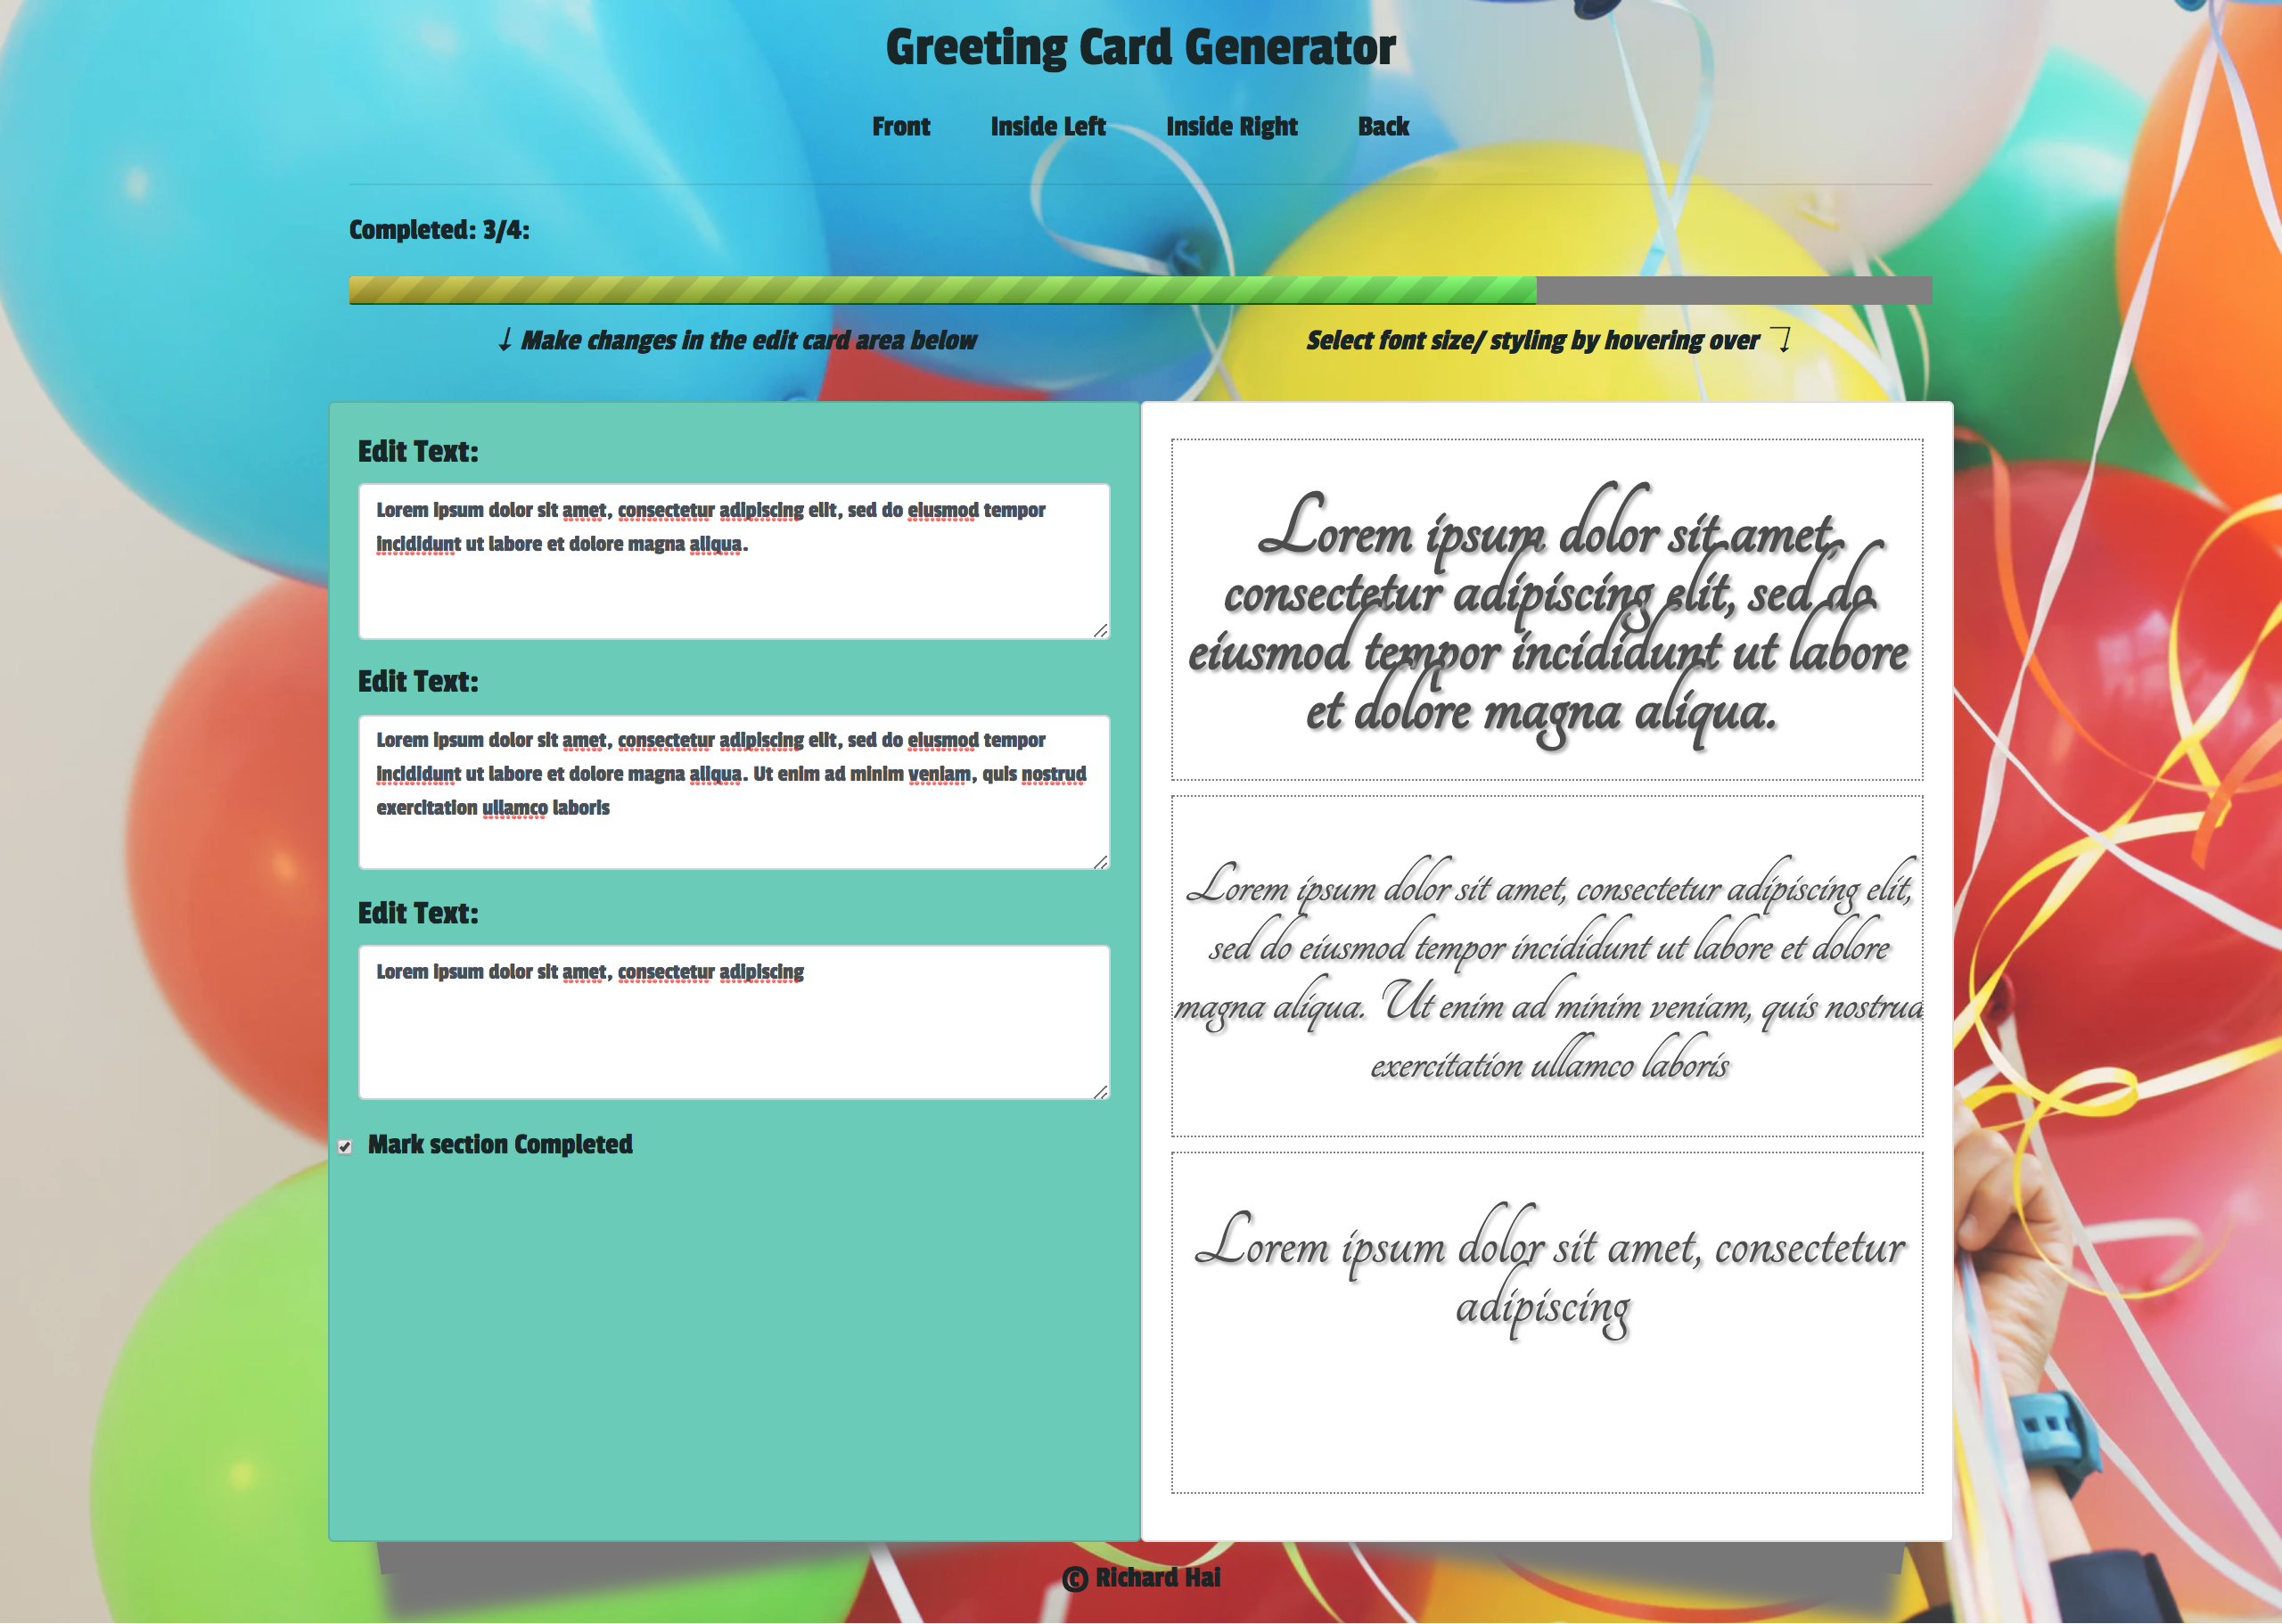 Greeting Card Generator
Front Inside Left Inside Right Back
Completed: 3/4:
↓ Make changes in the edit card area below
Select font size/ styling by hovering over ⤵
Edit Text:
Lorem ipsum dolor sit amet, consectetur adipiscing elit, sed do eiusmod tempor
incididunt ut labore et dolore magna aliqua.
Edit Text:
Lorem ipsum dolor sit amet, consectetur adipiscing elit, sed do eiusmod tempor
incididunt ut labore et dolore magna aliqua. Ut enim ad minim veniam, quis nostrud
exercitation ullamco laboris
Edit Text:
Lorem ipsum dolor sit amet, consectetur adipiscing
Mark section Completed
Lorem ipsum dolor sit amet,
consectetur adipiscing elit, sed do
eiusmod tempor incididunt ut labore
et dolore magna aliqua.
Lorem ipsum dolor sit amet, consectetur adipiscing elit,
sed do eiusmod tempor incididunt ut labore et dolore
magna aliqua. Ut enim ad minim veniam, quis nostrud
exercitation ullamco laboris
Lorem ipsum dolor sit amet, consectetur
adipiscing
© Richard Hai